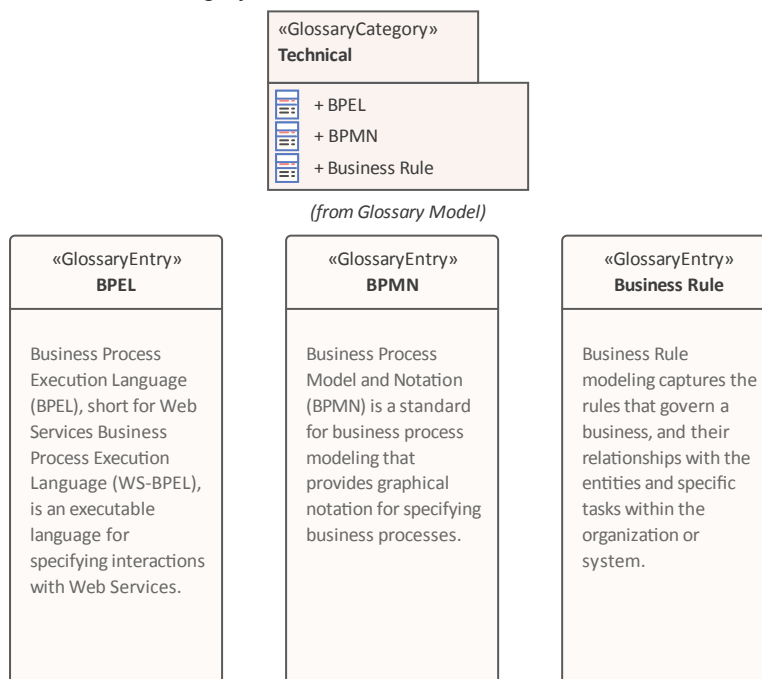 «GlossaryCategory»
Technical
+ BPEL
+ BPMN
+ Business Rule
(from Glossary Model)
«GlossaryEntry»
BPEL
Business Process
Execution Language
(BPEL), short for Web
Services Business
Process Execution
Language (WS-BPEL),
is an executable
language for
specifying interactions
with Web Services.
«GlossaryEntry»
BPMN
Business Process
Model and Notation
(BPMN) is a standard
for business process
modeling that
provides graphical
notation for specifying
business processes.
«GlossaryEntry»
Business Rule
Business Rule
modeling captures the
rules that govern a
business, and their
relationships with the
entities and specific
tasks within the
organization or
system.